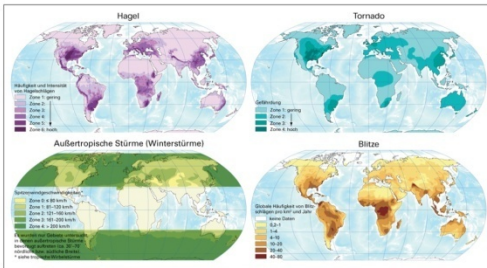 Hagel
Häufigkeit und Intensität
von Hagelschlägen
Zone 1: gering
Zone 2:
Zone 3:
Zone 4:
Zone 5:
Zone 6: hoch
Tornado
Gefährdung
Zone 1: gering
Zone 2:
Zone 3:
Zone 4: hoch
Außertropische Stürme (Winterstürme)
Spitzenwindgeschwindigkeiten*
Zone 0: ≤ 80 km/h
Zone 1: 81–120 km/h
Zone 2: 121–160 km/h
Zone 3: 161–200 km/h
Zone 4: > 200 km/h
Blitze
Globale Häufigkeit von Blitz-
schlägen pro km² und Jahr
keine Daten
0,2–1
1–4
4–10
10–20
20–40
40–80